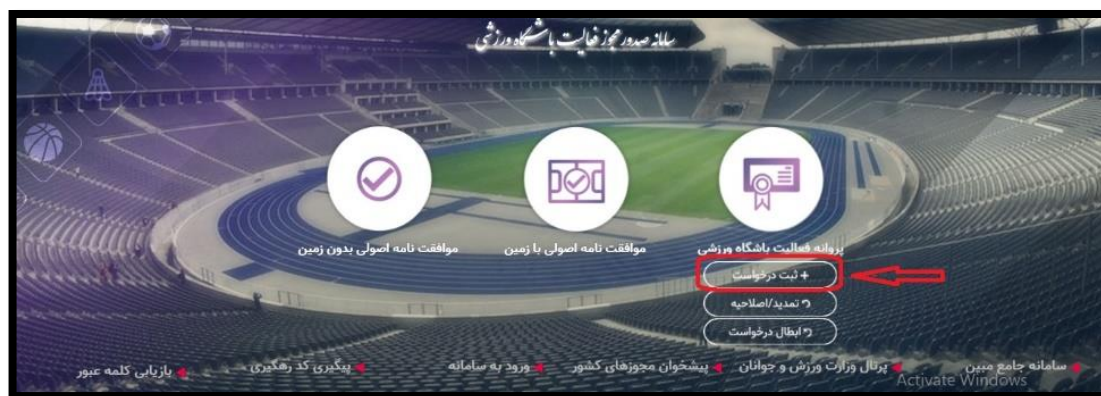 سامانه صدور مجوز فعالیت باشگاه ورزشی
پروانه فعالیت باشگاه ورزشی
موافقت نامه اصولی با زمین
موافقت نامه اصولی بدون زمین
+ ثبت درخواست
تمدید/اصلاحیه
ابطال درخواست
سامانه جامع مبین
پرتال وزارت ورزش و جوانان
پیشخوان مجوزهای کشور
ورود به سامانه
پیگیری کد رهگیری
بازیابی کلمه عبور
Activate Windows